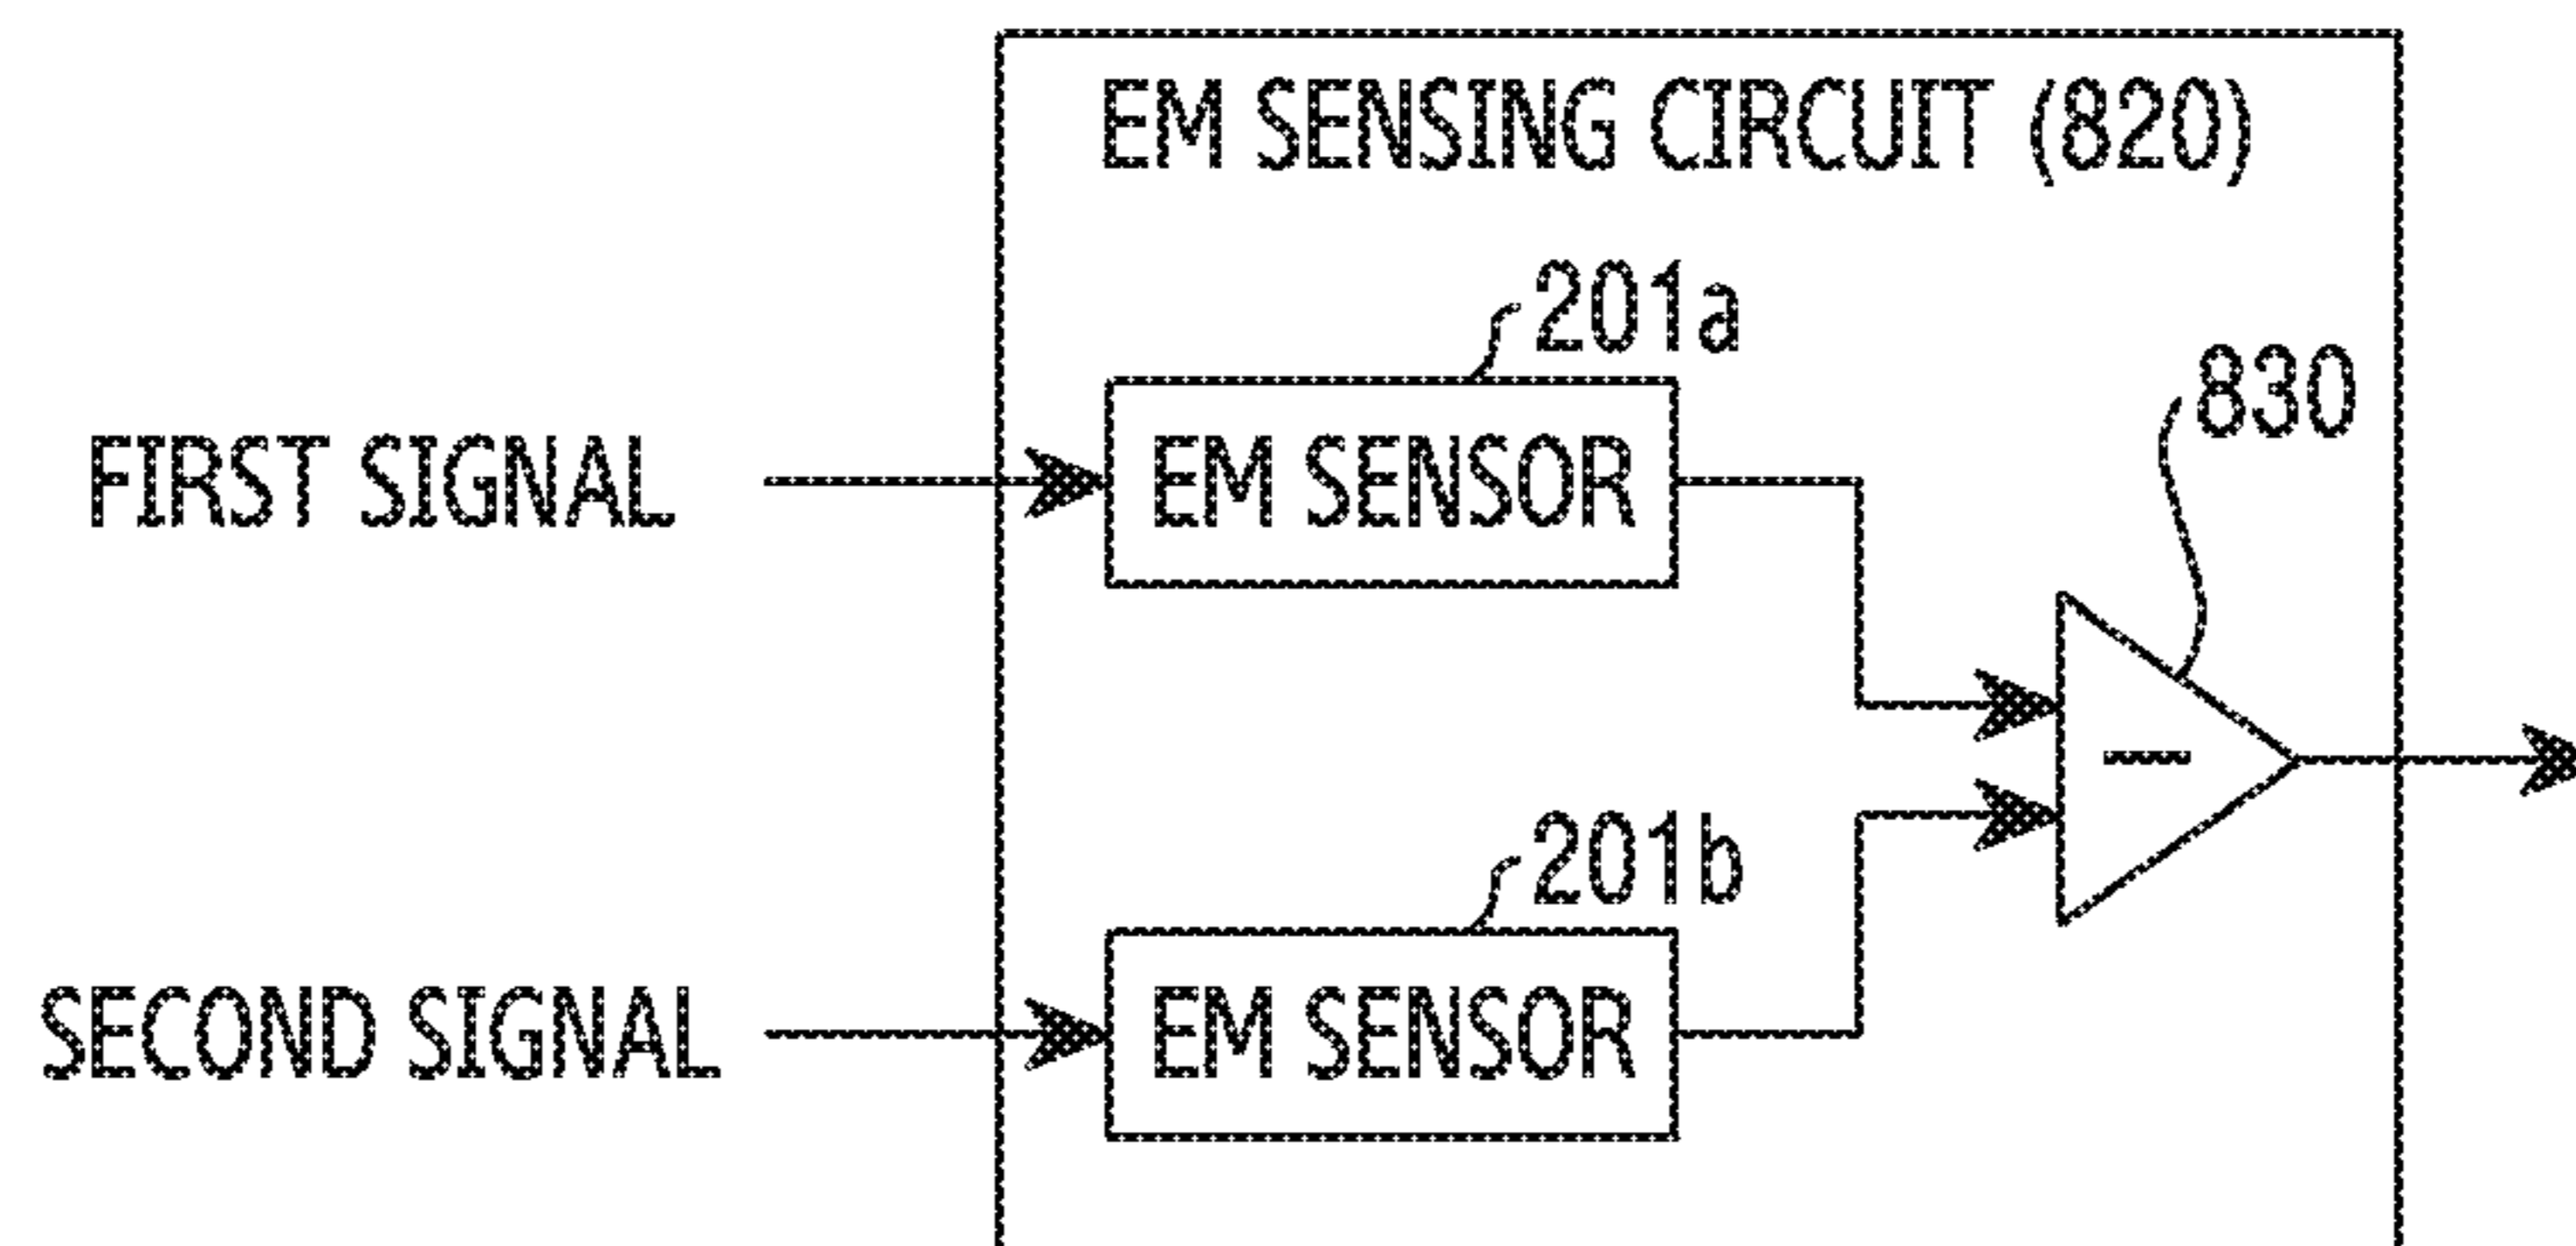 EM SENSING CIRCUIT (820)
201a
830
FIRST SIGNAL
EM SENSOR
201b
SECOND SIGNAL
EM SENSOR